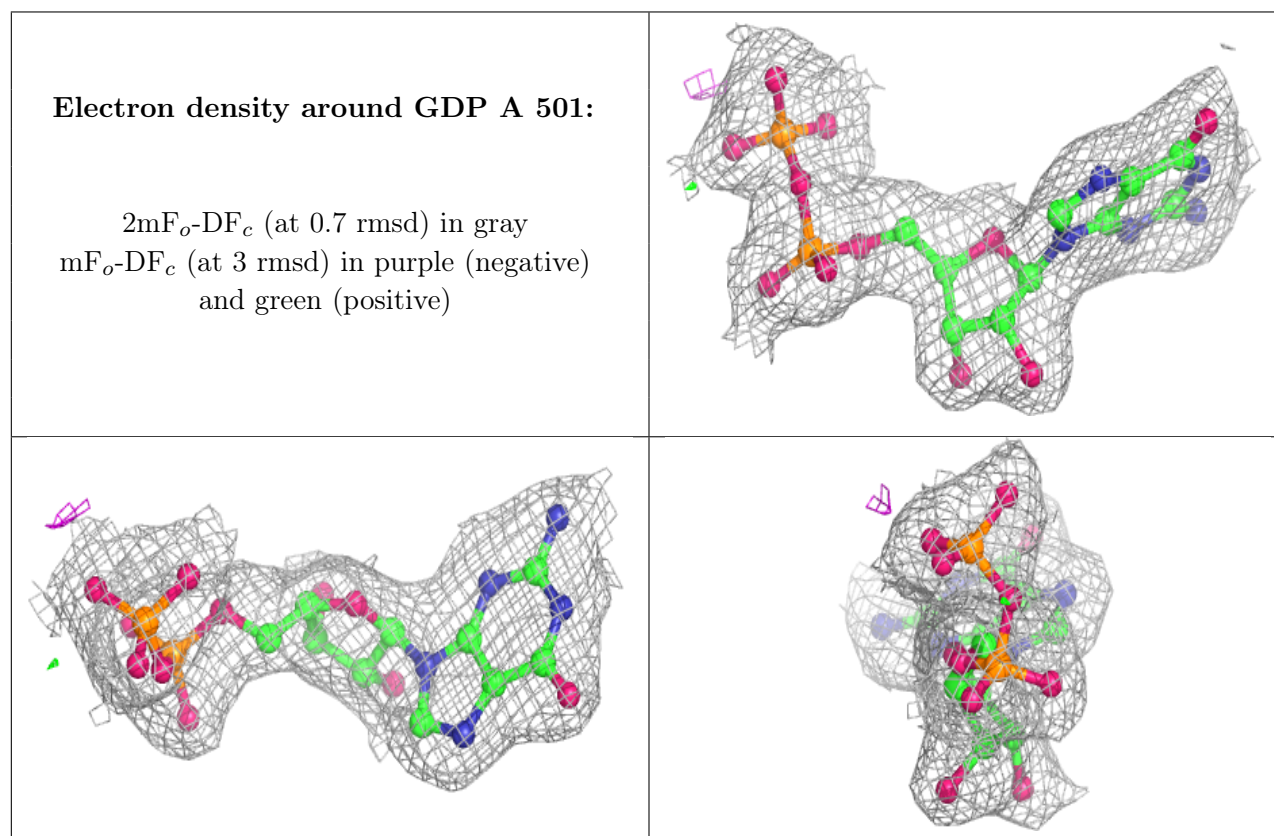 Electron density around GDP A 501:
2mFₒ-DF𝒸 (at 0.7 rmsd) in gray
mFₒ-DF𝒸 (at 3 rmsd) in purple (negative)
and green (positive)